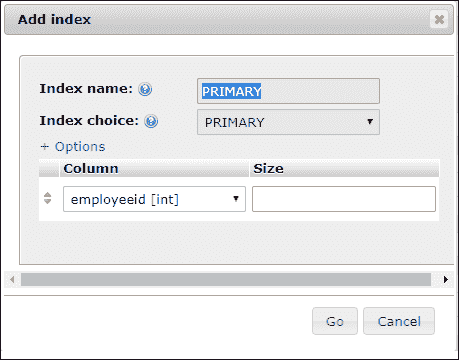 Add index
Index name: PRIMARY
Index choice: PRIMARY
+ Options
Column Size
employeeid [int]
Go Cancel